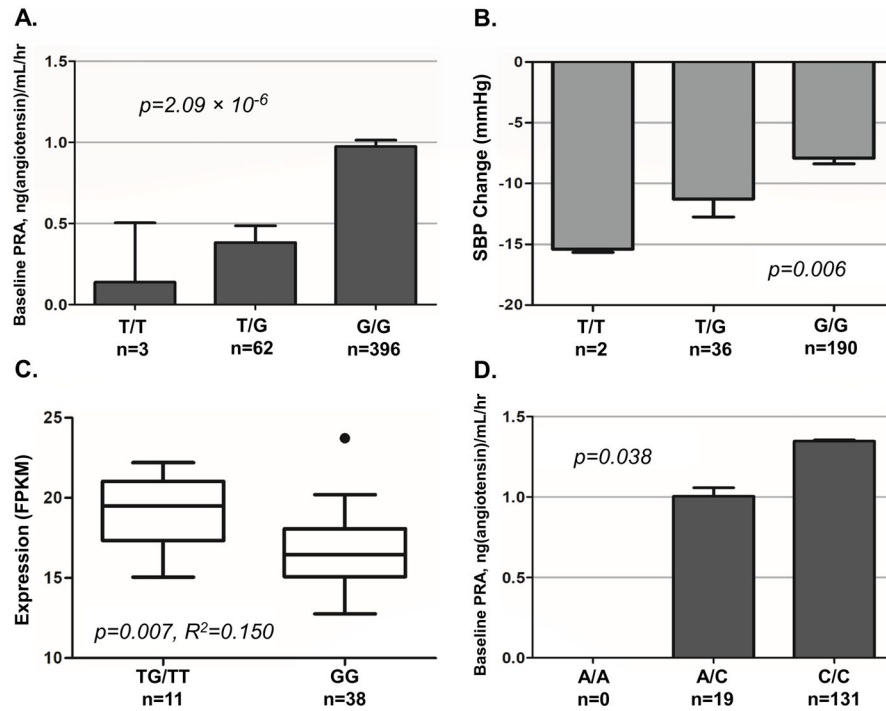 A.
Baseline PRA, ng(angiotensin)/mL/hr
1.5
1.0
0.5
0.0
p=2.09 × 10-6
T/T T/G G/G
n=3 n=62 n=396
B.
SBP Change (mmHg)
0
-5
-10
-15
-20
p=0.006
T/T T/G G/G
n=2 n=36 n=190
C.
Expression (FPKM)
25
20
15
10
p=0.007, R2=0.150
TG/TT GG
n=11 n=38
D.
Baseline PRA, ng(angiotensin)/mL/hr
1.5
1.0
0.5
0.0
p=0.038
A/A A/C C/C
n=0 n=19 n=131